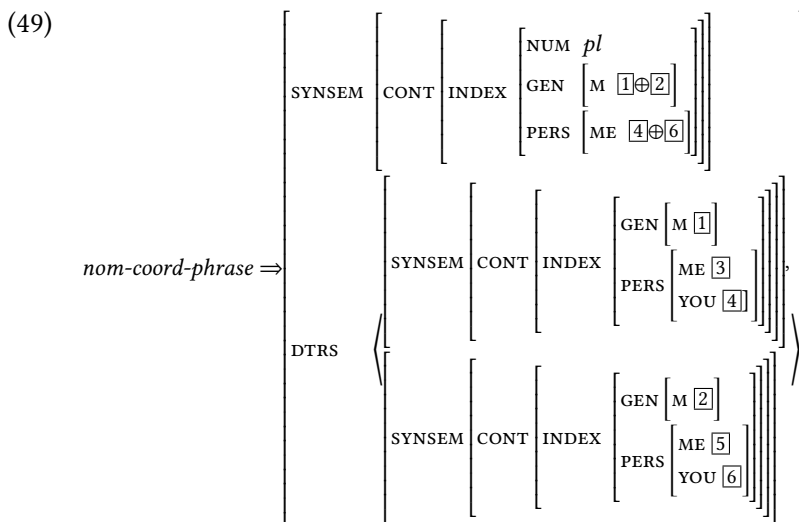 (49)
NUM pl
SYNSEM [CONT [INDEX [GEN [M 1⊕2]
PERS [ME 4⊕6]]]]
GEN [M 1]
SYNSEM [CONT [INDEX
PERS [ME 3
YOU 4]]]]],
nom-coord-phrase ⇒
DTRS ⟨ ⟩
GEN [M 2]
SYNSEM [CONT [INDEX
PERS [ME 5
YOU 6]]]]]